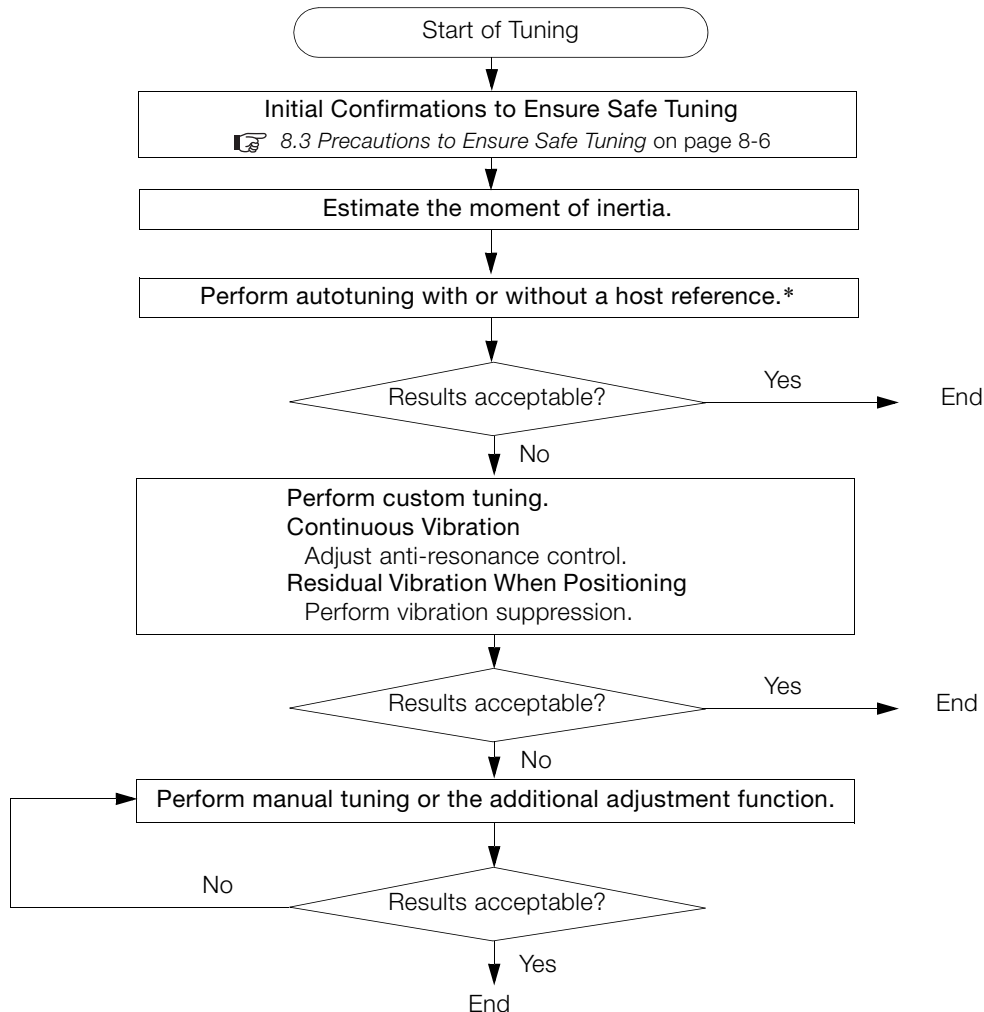 Start of Tuning
Initial Confirmations to Ensure Safe Tuning
8.3 Precautions to Ensure Safe Tuning on page 8-6
Estimate the moment of inertia.
Perform autotuning with or without a host reference.*
Results acceptable?
Yes
End
No
Perform custom tuning.
Continuous Vibration
Adjust anti-resonance control.
Residual Vibration When Positioning
Perform vibration suppression.
Results acceptable?
Yes
End
No
Perform manual tuning or the additional adjustment function.
No
Results acceptable?
Yes
End